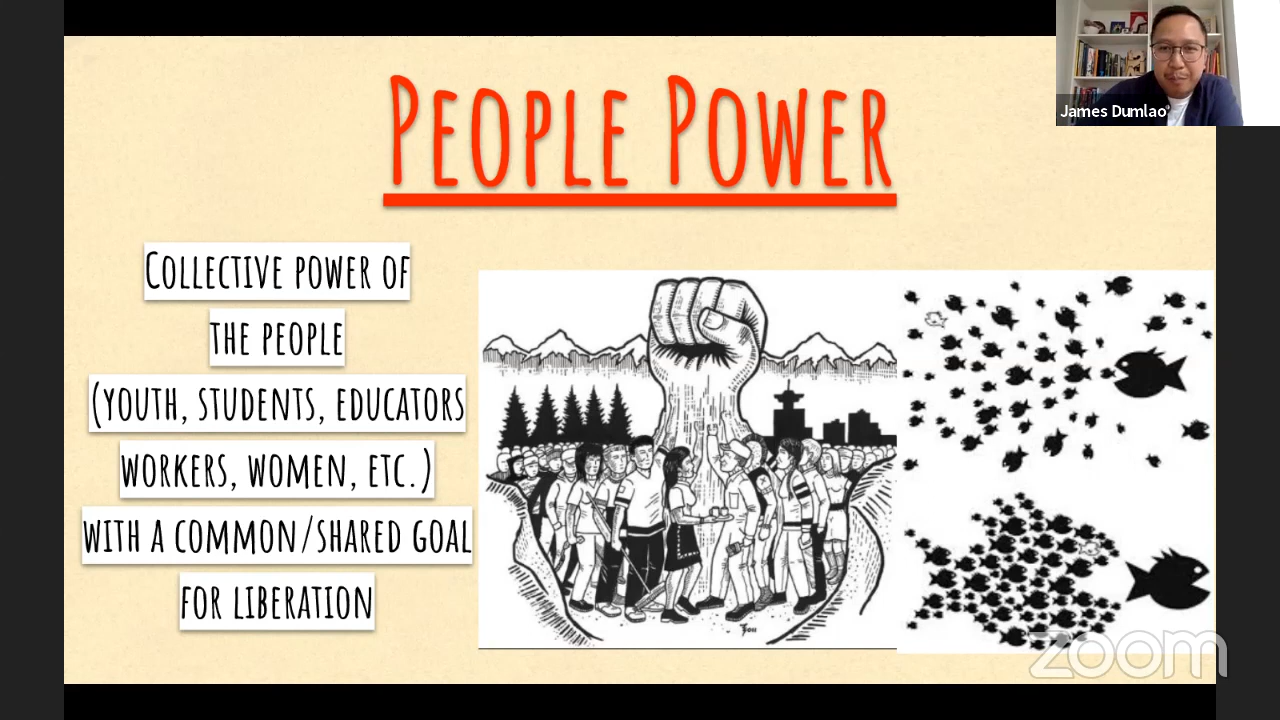 James Dumlao
PEOPLE POWER
COLLECTIVE POWER OF
THE PEOPLE
(YOUTH, STUDENTS, EDUCATORS
WORKERS, WOMEN, ETC.)
WITH A COMMON/SHARED GOAL
FOR LIBERATION
zoom